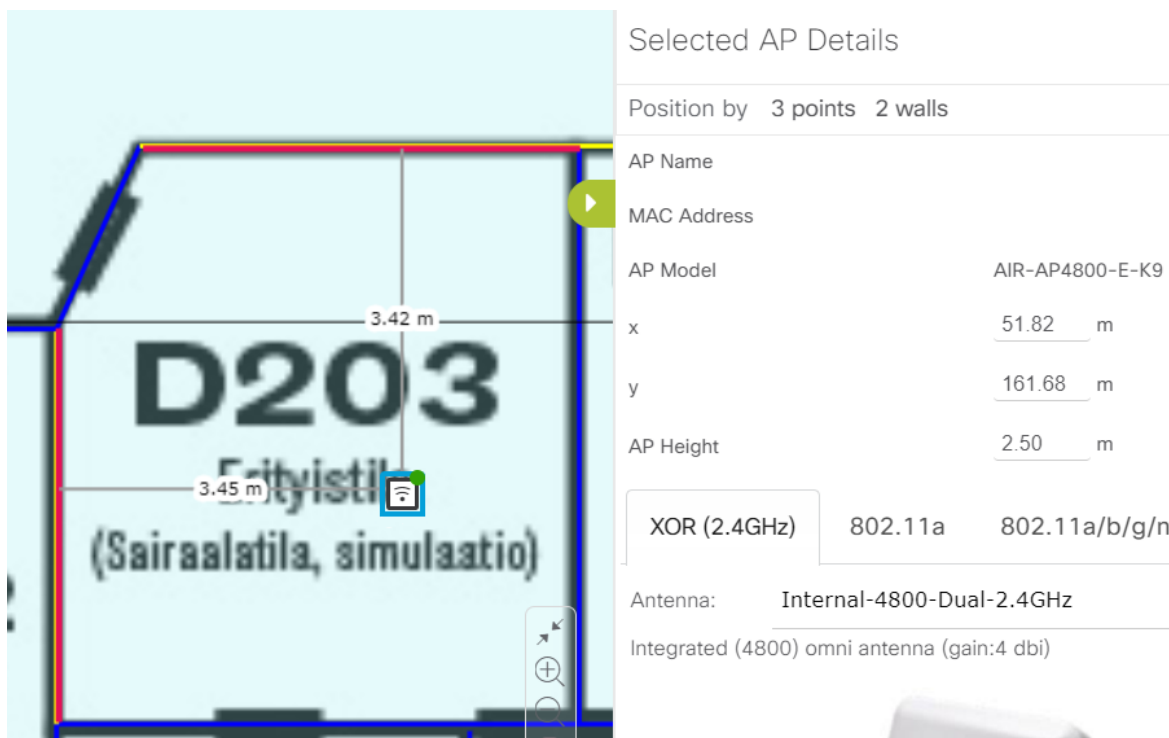 Selected AP Details
Position by 3 points 2 walls
AP Name
MAC Address
AP Model AIR-AP4800-E-K9
x 51.82 m
y 161.68 m
AP Height 2.50 m
XOR (2.4GHz) 802.11a 802.11a/b/g/n
Antenna: Internal-4800-Dual-2.4GHz
Integrated (4800) omni antenna (gain:4 dbi)
3.42 m
D203
3.45 m
(Sairaalatila, simulaatio)